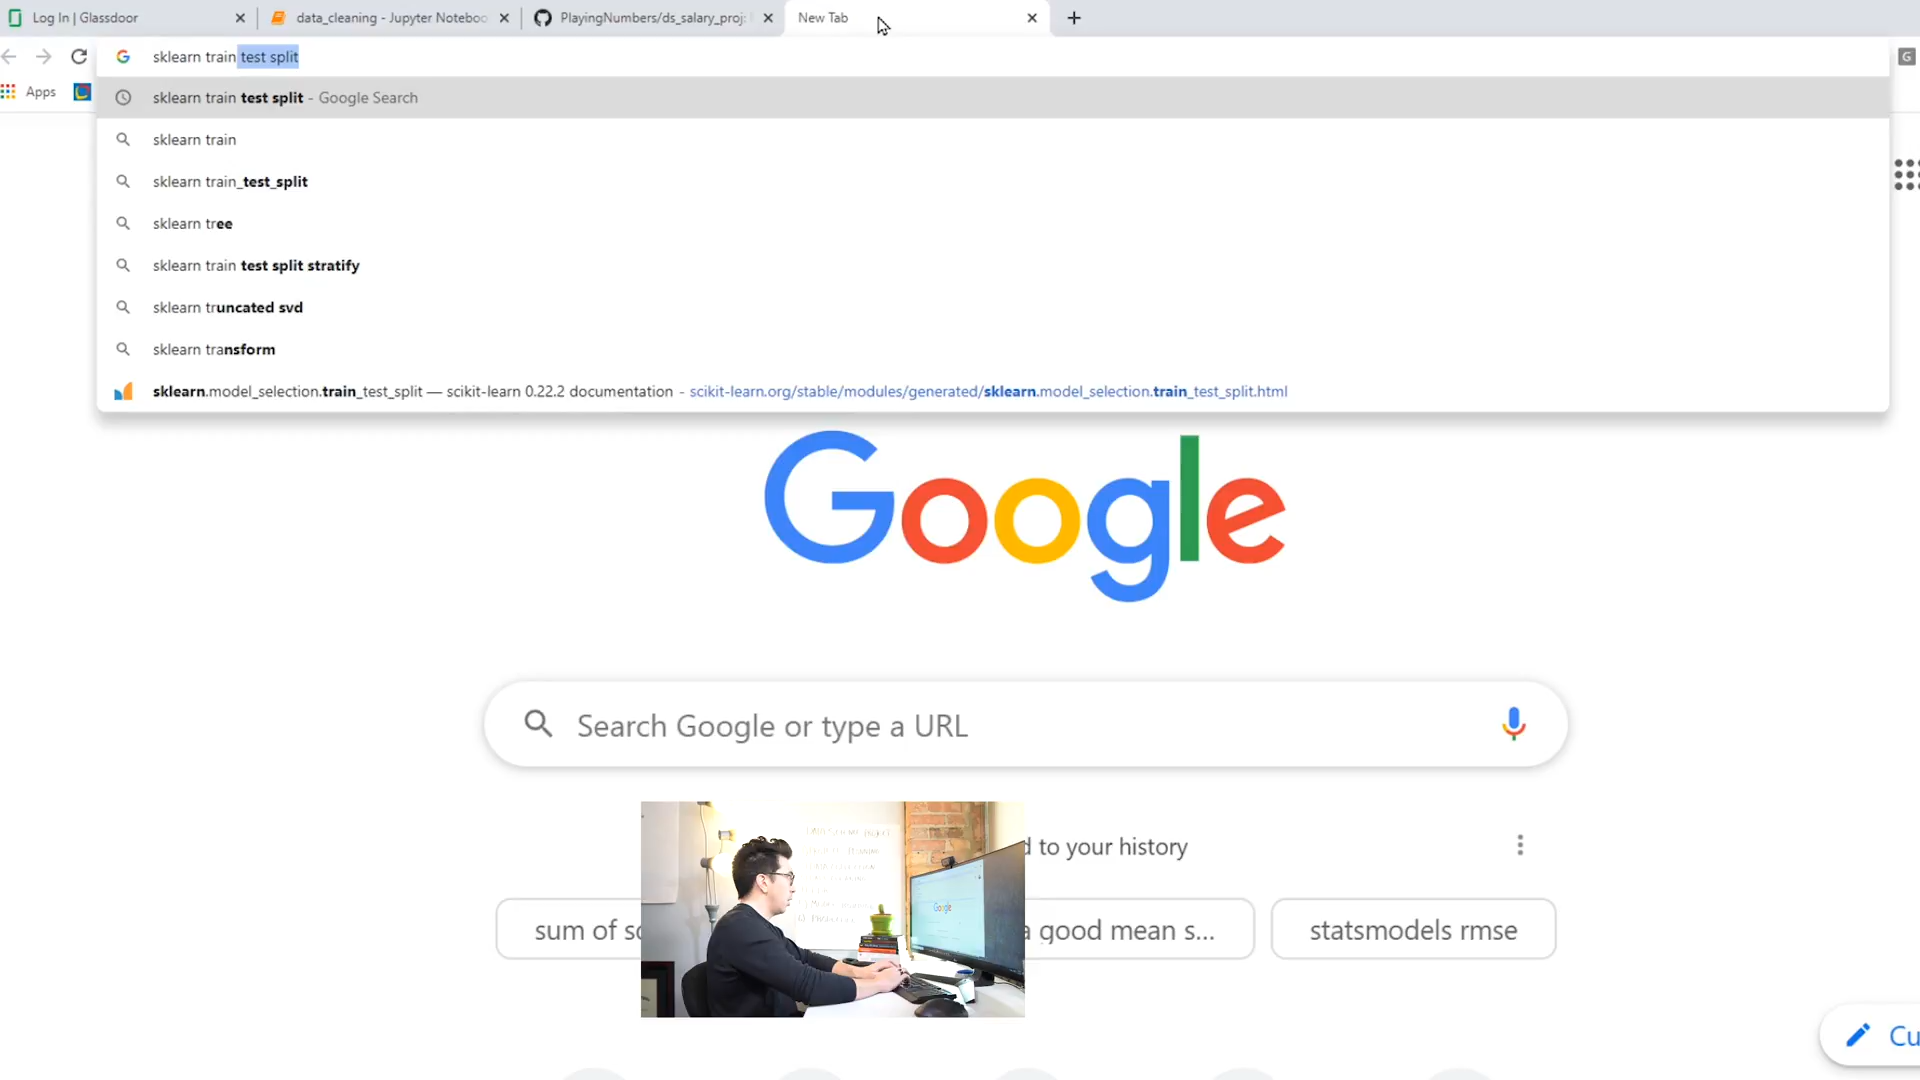 Log In | Glassdoor
data_cleaning - Jupyter Noteboo
PlayingNumbers/ds_salary_proj:
New Tab
sklearn train test split
Apps
sklearn train test split - Google Search
sklearn train
sklearn train_test_split
sklearn tree
sklearn train test split stratify
sklearn truncated svd
sklearn transform
sklearn.model_selection.train_test_split — scikit-learn 0.22.2 documentation - scikit-learn.org/stable/modules/generated/sklearn.model_selection.train_test_split.html
G
Google
Search Google or type a URL
d to your history
sum of sc
a good mean s...
statsmodels rmse
Cu